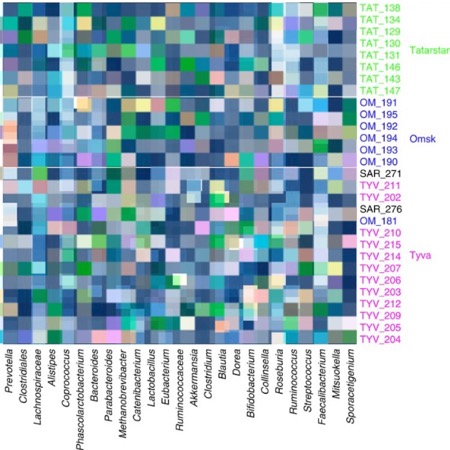 TAT_138
TAT_134
TAT_129
TAT_130
TAT_131
TAT_146
TAT_143
TAT_147
Tatarstar
OM_191
OM_195
OM_192
OM_194
OM_193
OM_190
Omsk
SAR_271
TYV_211
TYV_202
SAR_276
OM_181
TYV_210
TYV_215
TYV_214
TYV_207
TYV_206
TYV_203
TYV_212
TYV_209
TYV_205
TYV_204
Tyva
Prevotella
Clostridiales
Lachnospiraceae
Alistipes
Coprococcus
Phascolarctobacterium
Bacteroides
Parabacteroides
Methanobrevibacter
Catenibacterium
Lactobacillus
Eubacterium
Ruminococcaceae
Akkermansia
Clostridium
Blautia
Dorea
Bifidobacterium
Collinsella
Roseburia
Ruminococcus
Streptococcus
Faecalibacterium
Mitsuokella
Sporacetigenium